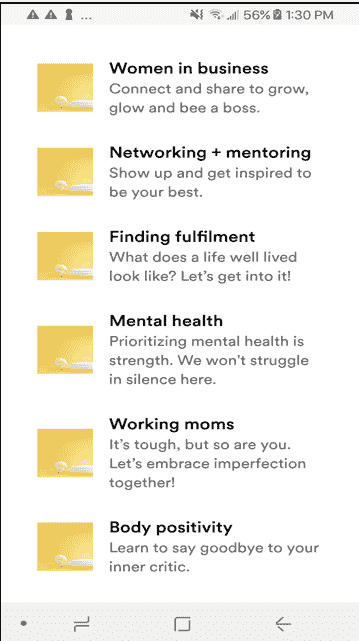 ... 56% 1:30 PM
Women in business
Connect and share to grow,
glow and bee a boss.
Networking + mentoring
Show up and get inspired to
be your best.
Finding fulfilment
What does a life well lived
look like? Let's get into it!
Mental health
Prioritizing mental health is
strength. We won't struggle
in silence here.
Working moms
It's tough, but so are you.
Let's embrace imperfection
together!
Body positivity
Learn to say goodbye to your
inner critic.